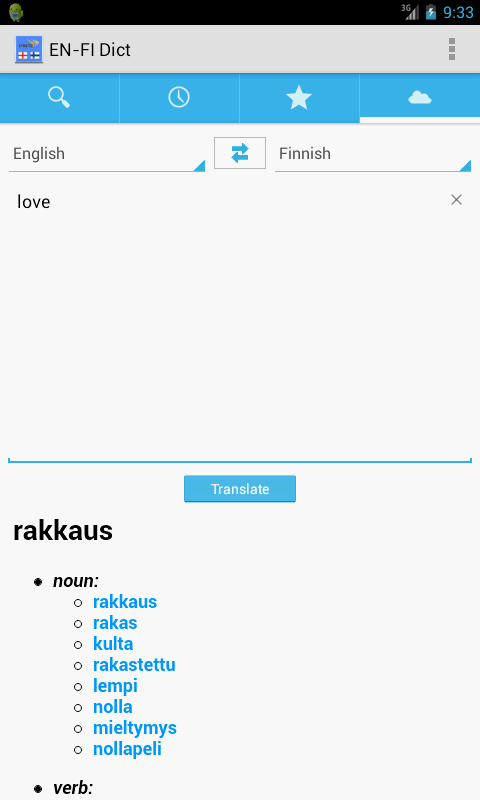 3G
9:33
EN-FI Dict
English
Finnish
love
Translate
rakkaus
noun:
rakkaus
rakas
kulta
rakastettu
lempi
nolla
mieltymys
nollapeli
verb: